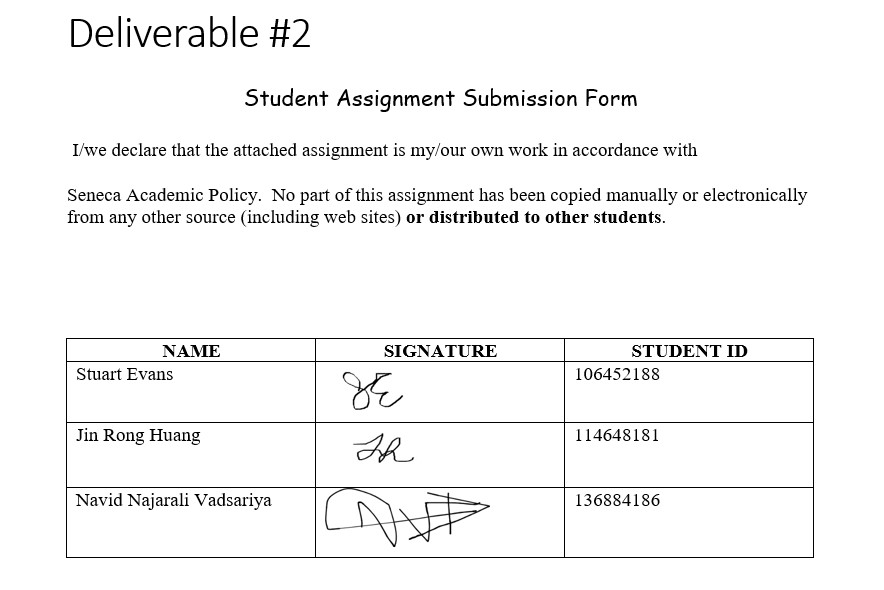 Deliverable #2
Student Assignment Submission Form
I/we declare that the attached assignment is my/our own work in accordance with
Seneca Academic Policy.  No part of this assignment has been copied manually or electronically
from any other source (including web sites) or distributed to other students.
NAME SIGNATURE STUDENT ID
Stuart Evans SE 106452188
Jin Rong Huang 114648181
Navid Najarali Vadsariya 136884186